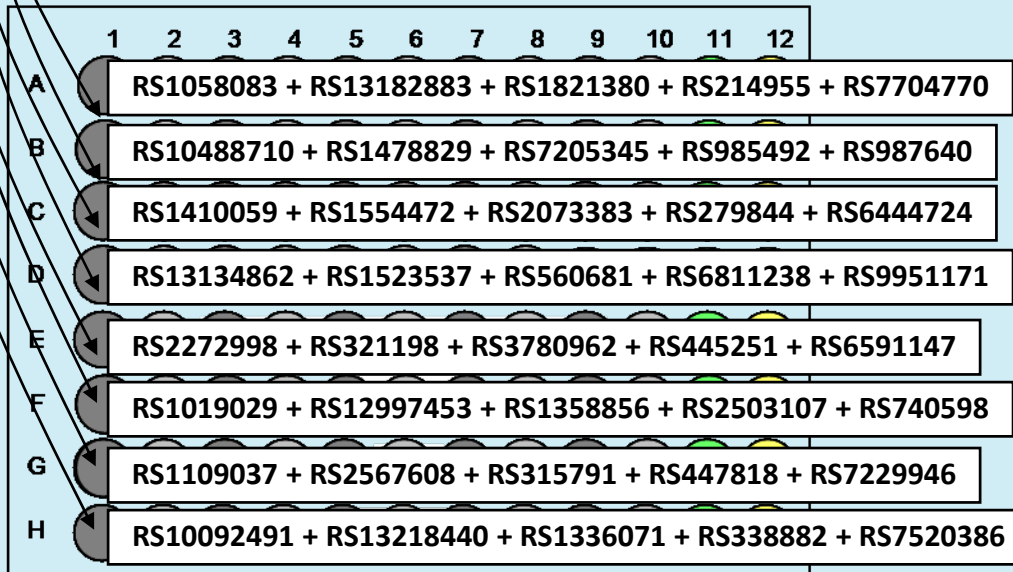 1 2 3 4 5 6 7 8 9 10 11 12
A RS1058083 + RS13182883 + RS1821380 + RS214955 + RS7704770
B RS10488710 + RS1478829 + RS7205345 + RS985492 + RS987640
C RS1410059 + RS1554472 + RS2073383 + RS279844 + RS6444724
D RS13134862 + RS1523537 + RS560681 + RS6811238 + RS9951171
E RS2272998 + RS321198 + RS3780962 + RS445251 + RS6591147
F RS1019029 + RS12997453 + RS1358856 + RS2503107 + RS740598
G RS1109037 + RS2567608 + RS315791 + RS447818 + RS7229946
H RS10092491 + RS13218440 + RS1336071 + RS338882 + RS7520386